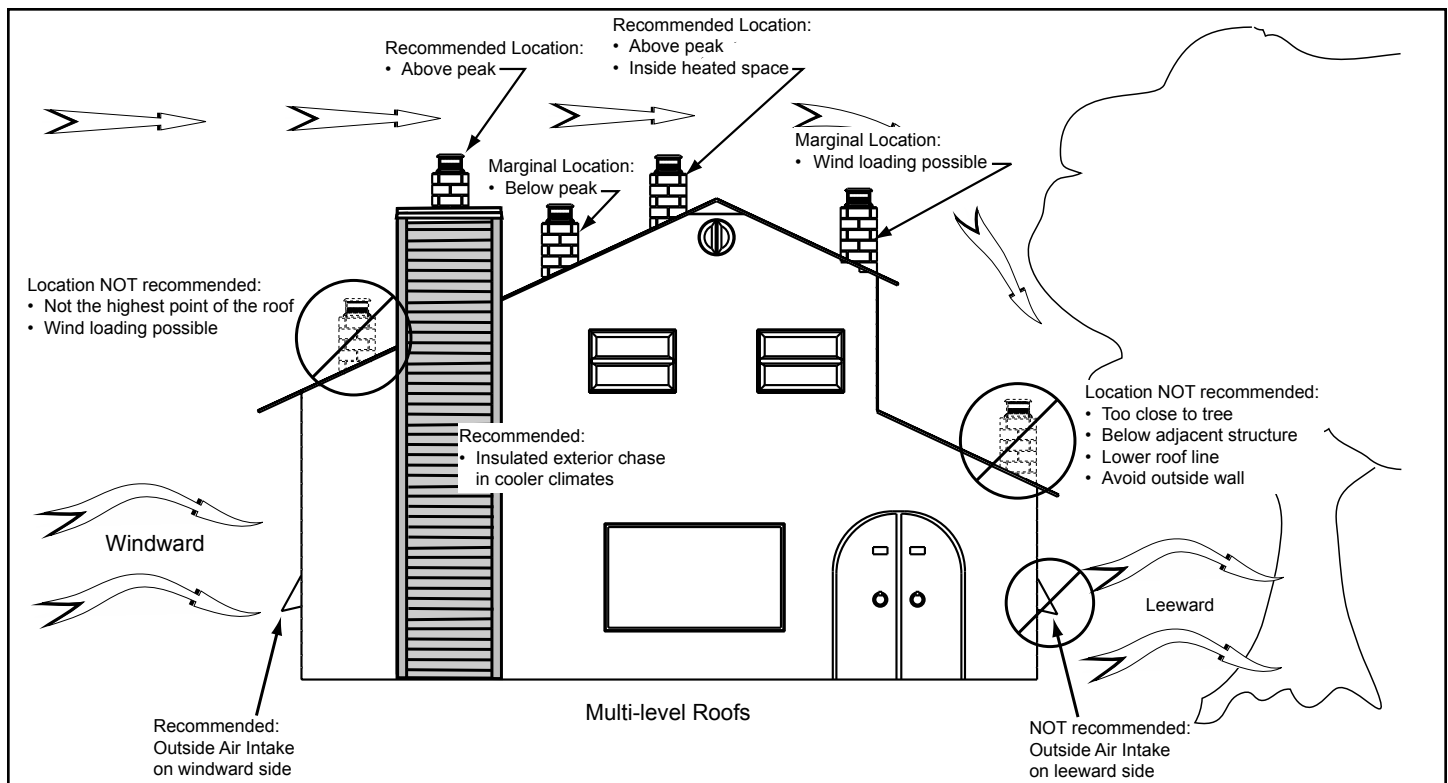 Recommended Location:
• Above peak
Recommended Location:
• Above peak
• Inside heated space
Marginal Location:
• Below peak
Marginal Location:
• Wind loading possible
Location NOT recommended:
• Not the highest point of the roof
• Wind loading possible
Recommended:
• Insulated exterior chase
in cooler climates
Location NOT recommended:
• Too close to tree
• Below adjacent structure
• Lower roof line
• Avoid outside wall
Windward
Leeward
Recommended:
Outside Air Intake
on windward side
Multi-level Roofs
NOT recommended:
Outside Air Intake
on leeward side